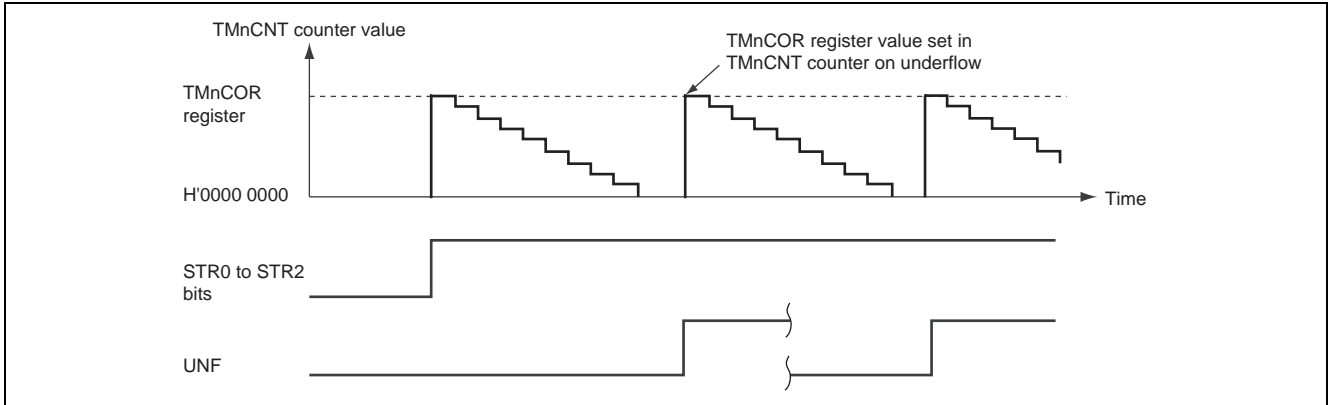 TMnCNT counter value
TMnCOR register value set in
TMnCNT counter on underflow
TMnCOR
register
H'0000 0000
Time
STR0 to STR2
bits
UNF